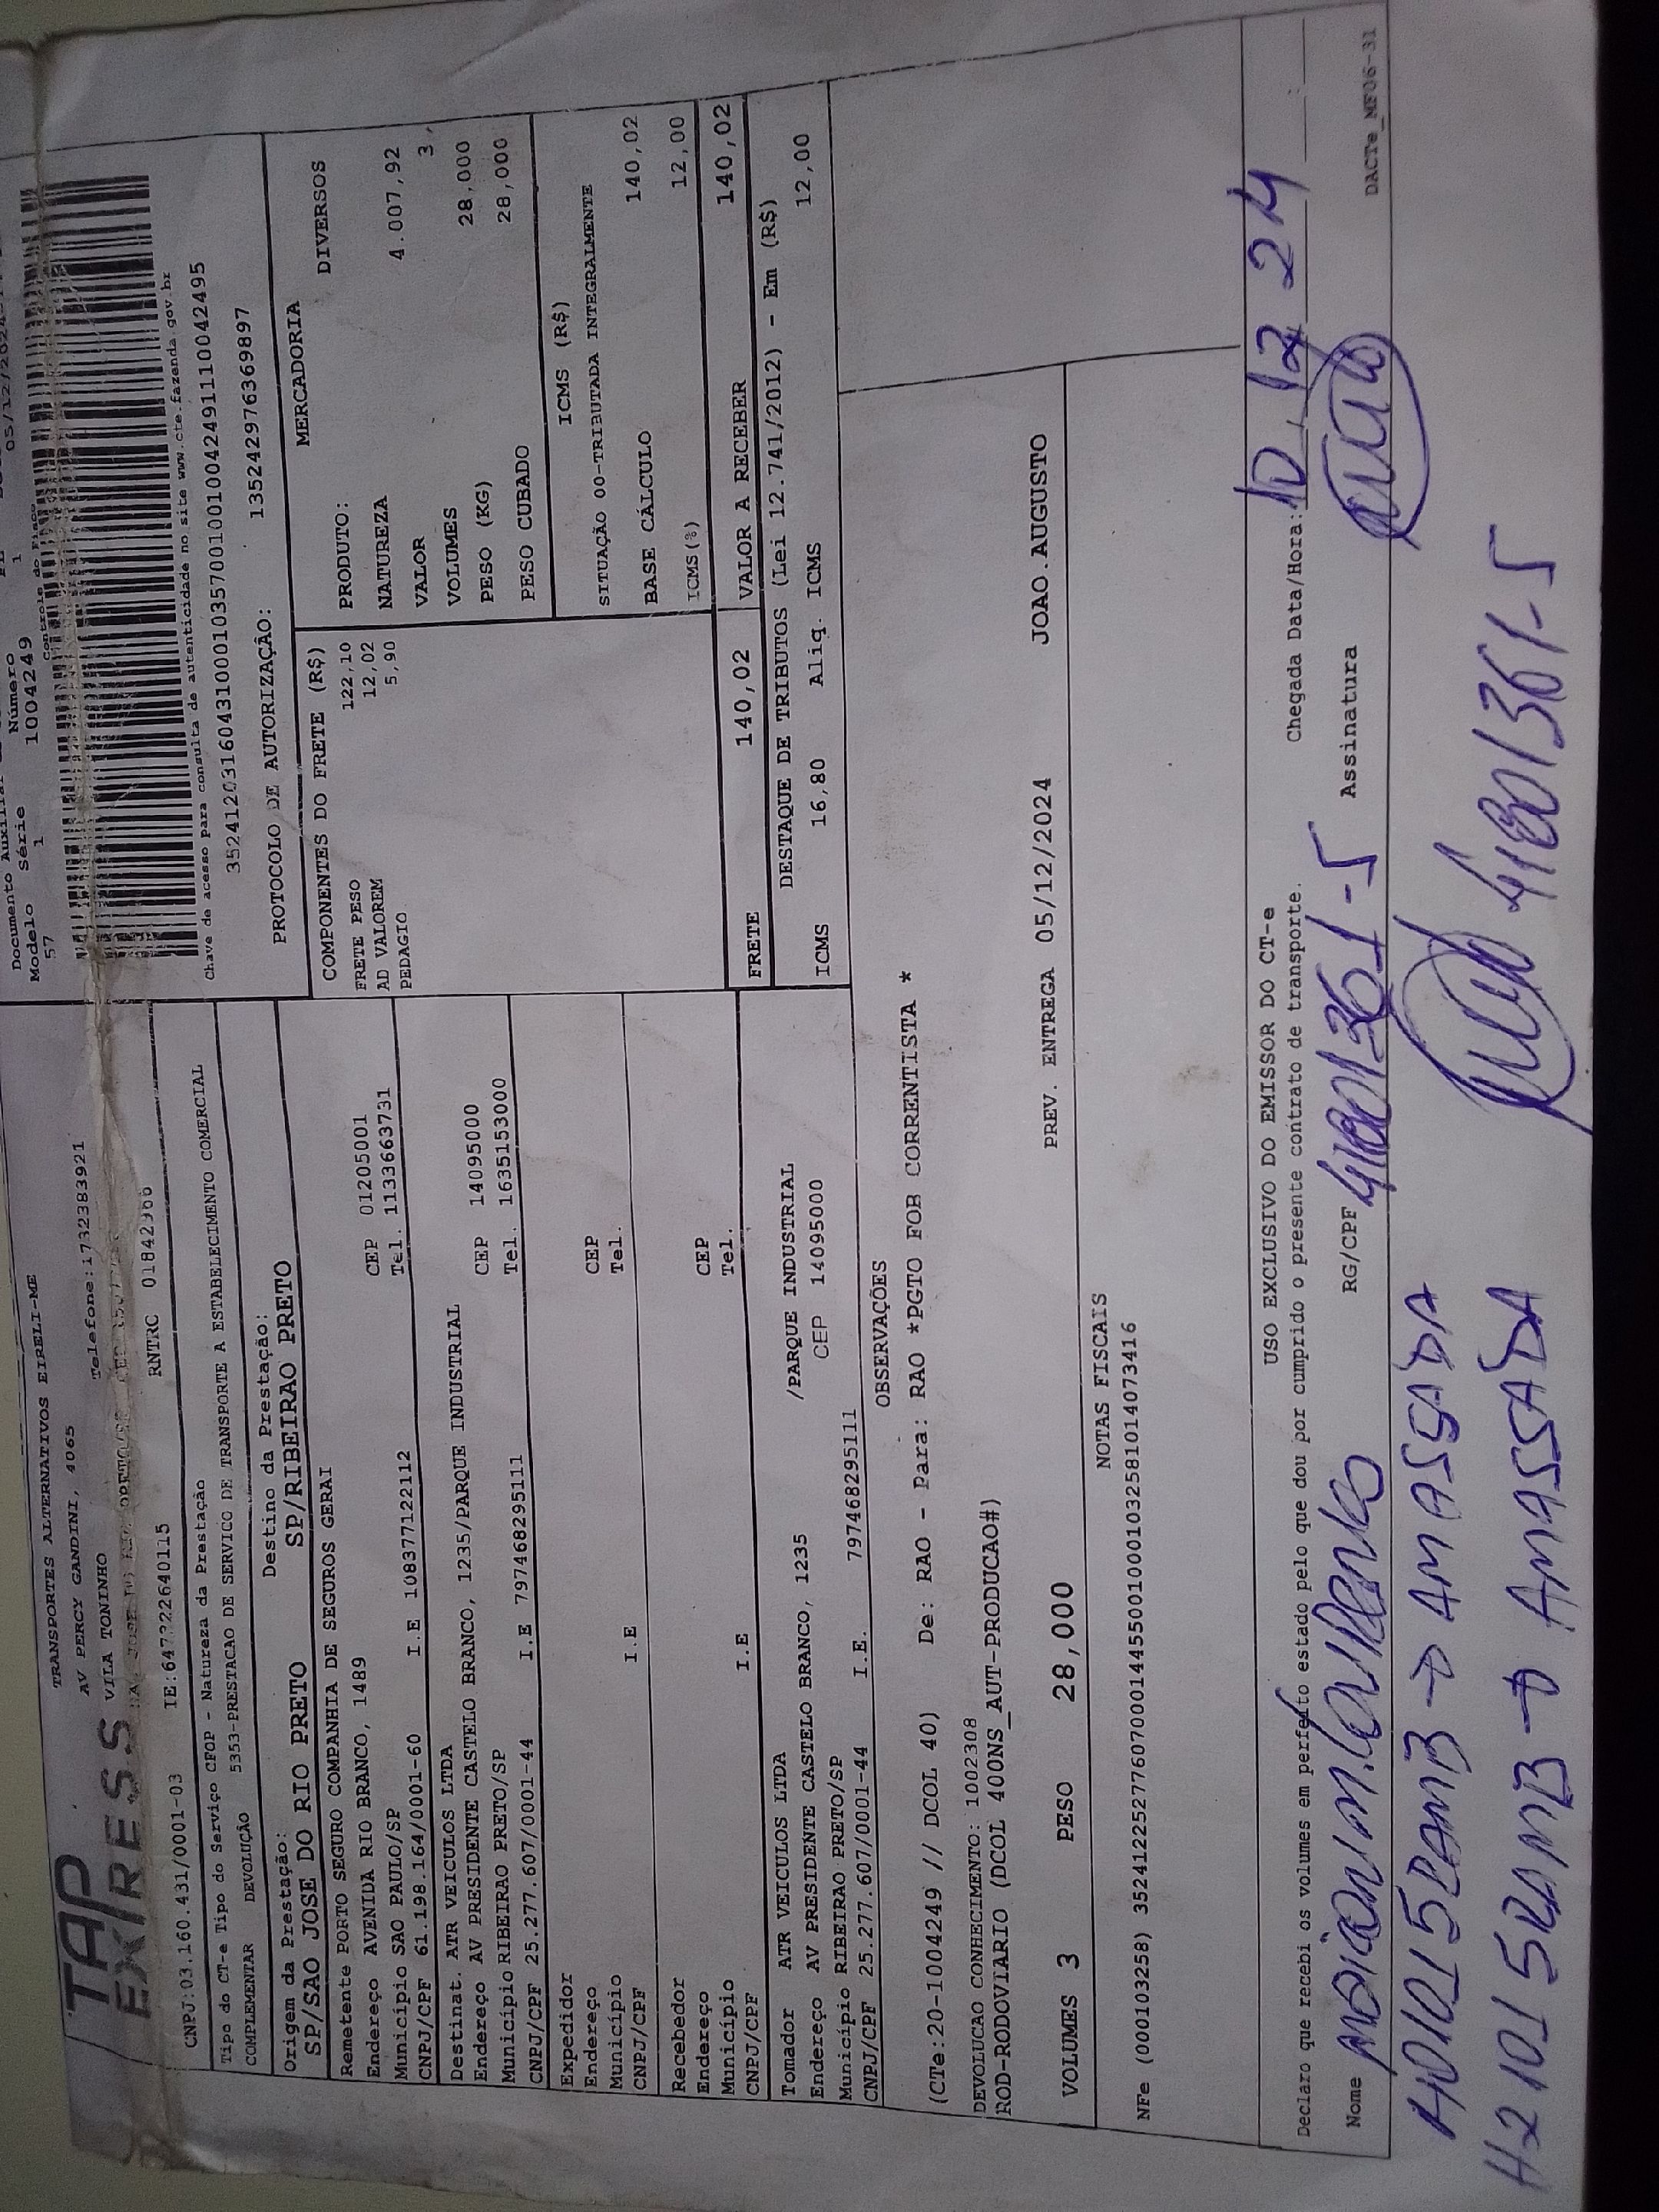 TAP
EXPRESS
TRANSPORTES ALTERNATIVOS EIRELI-ME
AV PERCY GANDINI, 4065
VILA TONINHO
Telefone:1732383921
CNPJ:03.160.431/0001-03 IE:647222640115 RNTRC
Documento Auxiliar
Modelo Série Número
57 1 1004249 1
Controle do Fisco
Chave de acesso para consulta de autenticidade no site www.cte.fazenda.gov.br
PROTOCOLO DE AUTORIZAÇÃO: 135242976369897
Tipo do CT-e Tipo do Serviço CFOP - Natureza da Prestação
COMPLEMENTAR DEVOLUÇÃO 5353-PRESTACAO DE SERVICO DE TRANSPORTE A ESTABELECIMENTO COMERCIAL
Origem da Prestação: Destino da Prestação:
SP/SAO JOSE DO RIO PRETO SP/RIBEIRAO PRETO
Remetente PORTO SEGURO COMPANHIA DE SEGUROS GERAI
Endereço AVENIDA RIO BRANCO, 1489 CEP 01205001
Município SAO PAULO/SP Tel. 1133663731
CNPJ/CPF 61.198.164/0001-60 I.E 108377122112
Destinat. ATR VEICULOS LTDA
Endereço AV PRESIDENTE CASTELO BRANCO, 1235/PARQUE INDUSTRIAL CEP 14095000
Município RIBEIRAO PRETO/SP Tel. 1635153000
CNPJ/CPF 25.277.607/0001-44 I.E 797468295111
Expedidor
Endereço CEP
Município Tel.
CNPJ/CPF I.E
Recebedor
Endereço CEP
Município Tel.
CNPJ/CPF I.E
Tomador ATR VEICULOS LTDA
Endereço AV PRESIDENTE CASTELO BRANCO, 1235 /PARQUE INDUSTRIAL
Município RIBEIRAO PRETO/SP CEP 14095000
CNPJ/CPF 25.277.607/0001-44 I.E. 797468295111
COMPONENTES DO FRETE (R$)
FRETE PESO 122,10
AD VALOREM 12,02
PEDAGIO 5,90
FRETE 140,02
MERCADORIA
PRODUTO: DIVERSOS
NATUREZA
VALOR 4.007,92
VOLUMES 3,
PESO (KG) 28,000
PESO CUBADO 28,000
ICMS (R$)
SITUAÇÃO 00-TRIBUTADA INTEGRALMENTE
BASE CÁLCULO 140,02
ICMS(%) 12,00
VALOR A RECEBER 140,02
DESTAQUE DE TRIBUTOS (Lei 12.741/2012) - Em (R$)
ICMS 16,80 Aliq. ICMS 12,00
OBSERVAÇÕES
(CTe:20-1004249 // DCOL 40) De: RAO - Para: RAO *PGTO FOB CORRENTISTA *
DEVOLUCAO CONHECIMENTO: 1002308
ROD-RODOVIARIO (DCOL 400NS_AUT-PRODUCAO#)
VOLUMES 3 PESO 28,000 PREV. ENTREGA 05/12/2024 JOAO.AUGUSTO
NOTAS FISCAIS
NFe (000103258) 35241225277607000144550010001032581014073416
USO EXCLUSIVO DO EMISSOR DO CT-e
Declaro que recebi os volumes em perfeito estado pelo que dou por cumprido o presente contrato de transporte. Chegada Data/Hora: 10 12 24
Nome RG/CPF Assinatura
DACTe_MF06-31
AMASSADA
AMASSADA